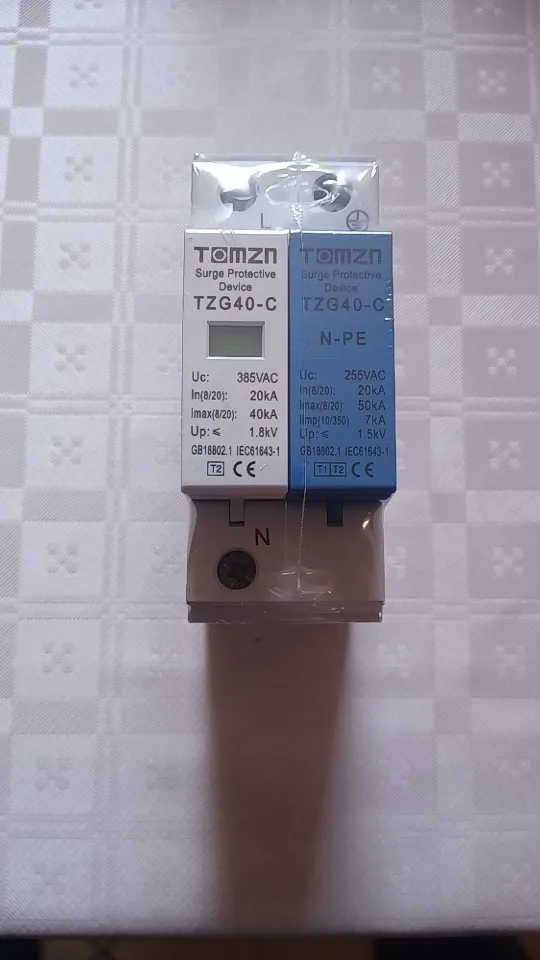 L
TOMZN
Surge Protective
Device
TZG40-C
Uc: 385VAC
In(8/20): 20kA
Imax(8/20): 40kA
Up: ≤ 1.8kV
GB18802.1 IEC61643-1
T2 CE
TOMZN
Surge Protective
Device
TZG40-C
N-PE
Uc: 255VAC
In(8/20): 20kA
Imax(8/20): 50kA
Iimp(10/350): 7kA
Up: ≤ 1.5kV
GB18802.1 IEC61643-1
T1 T2 CE
N